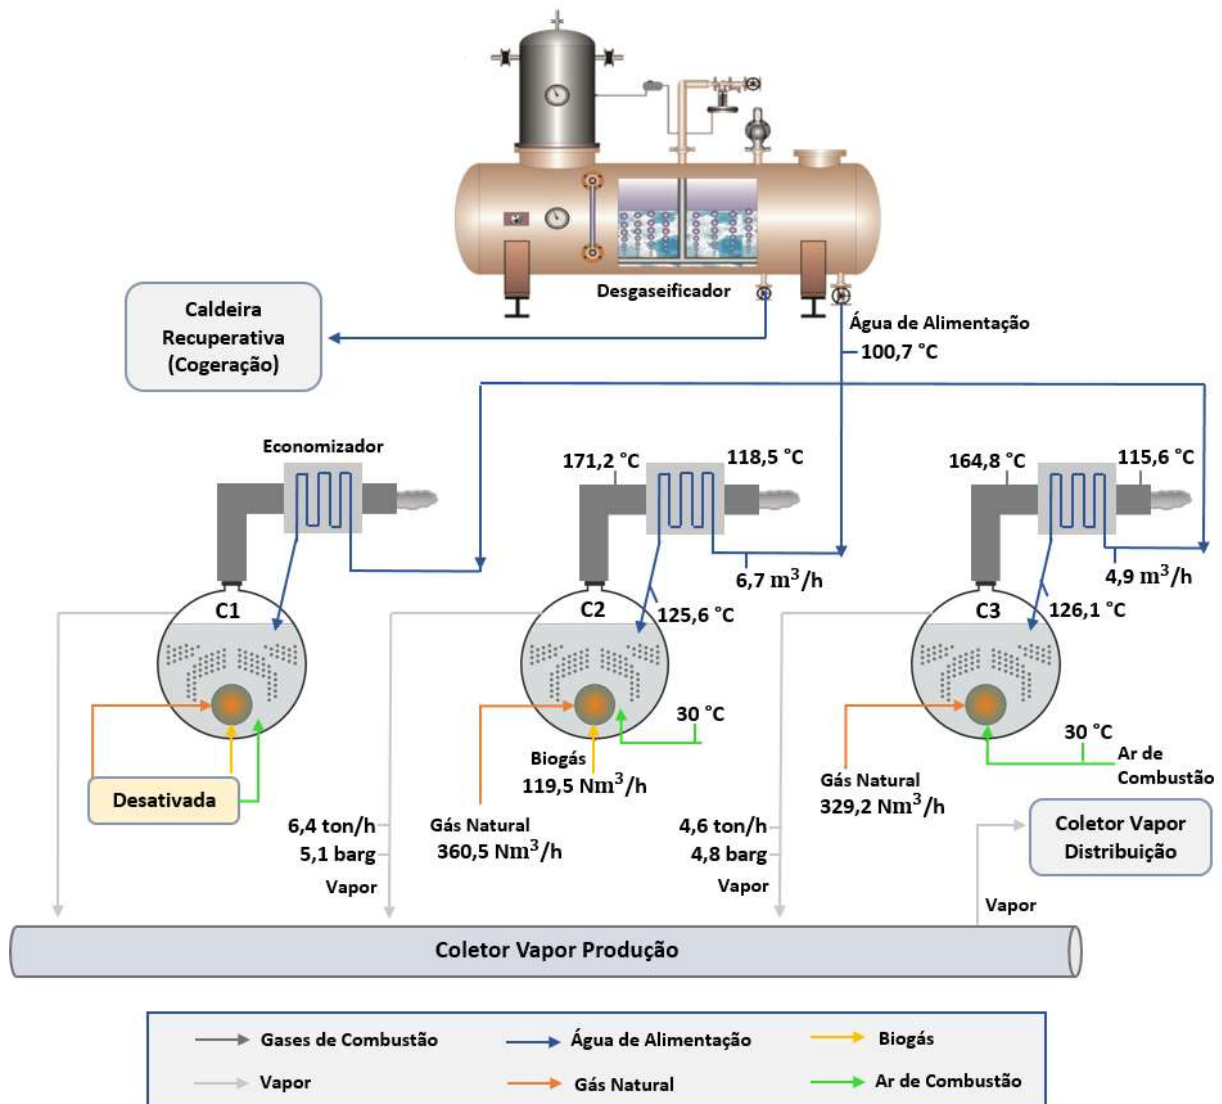 Desgaseificador
Caldeira
Recuperativa
(Cogeração)
Água de Alimentação
100,7 °C
Economizador
171,2 °C
118,5 °C
164,8 °C
115,6 °C
6,7 m³/h
4,9 m³/h
C1
C2
C3
125,6 °C
126,1 °C
30 °C
30 °C
Ar de
Combustão
Biogás
119,5 Nm³/h
Gás Natural
329,2 Nm³/h
Desativada
6,4 ton/h
5,1 barg
Vapor
Gás Natural
360,5 Nm³/h
4,6 ton/h
4,8 barg
Vapor
Coletor Vapor
Distribuição
Vapor
Coletor Vapor Produção
Gases de Combustão
Água de Alimentação
Biogás
Vapor
Gás Natural
Ar de Combustão